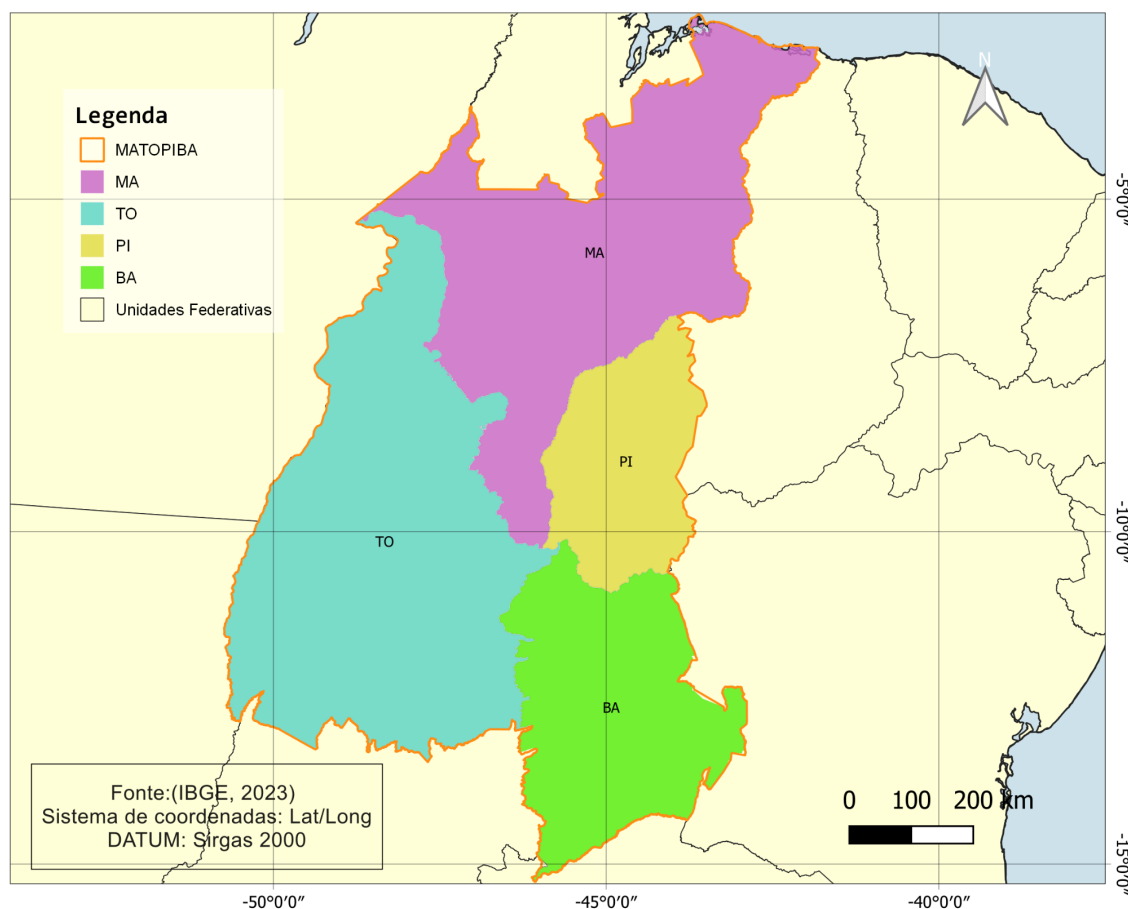 N
Legenda
MATOPIBA
MA
TO
PI
BA
Unidades Federativas
MA
PI
TO
BA
-5°0'0"
-10°0'0"
-15°0'0"
Fonte:(IBGE, 2023)
Sistema de coordenadas: Lat/Long
DATUM: Sirgas 2000
0 100 200 km
-50°0'0" -45°0'0" -40°0'0"